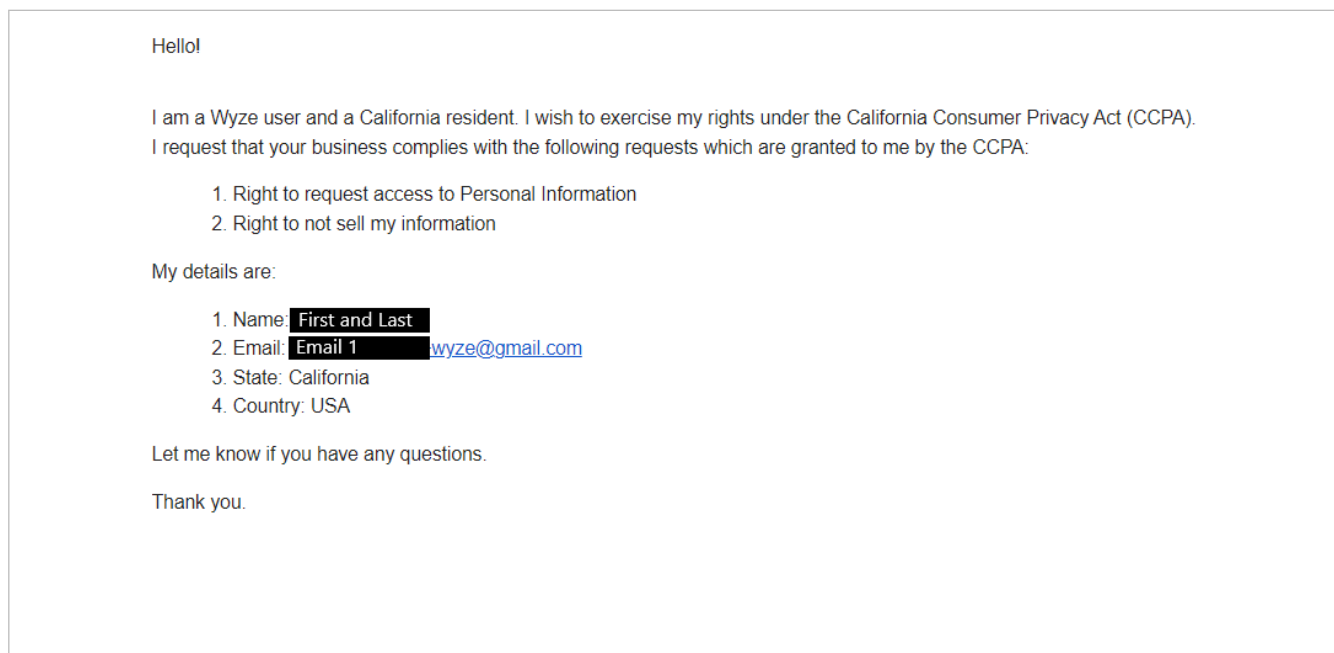 Hello!
I am a Wyze user and a California resident. I wish to exercise my rights under the California Consumer Privacy Act (CCPA).
I request that your business complies with the following requests which are granted to me by the CCPA:
1. Right to request access to Personal Information
2. Right to not sell my information
My details are:
1. Name: First and Last
2. Email: Email 1 -wyze@gmail.com
3. State: California
4. Country: USA
Let me know if you have any questions.
Thank you.